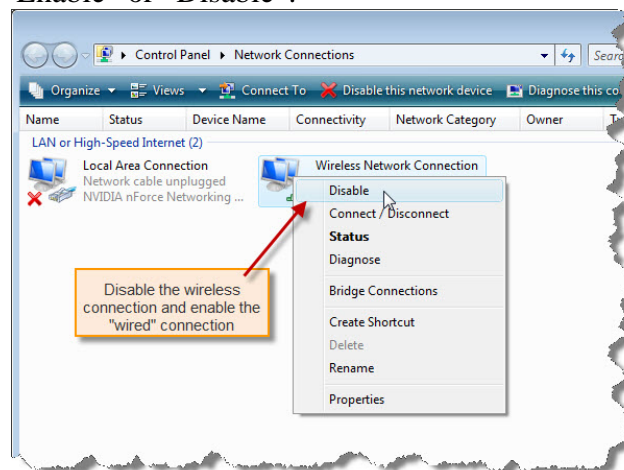 "Enable" or "Disable".
Control Panel Network Connections
Organize Views Connect To Disable this network device Diagnose this
Name Status Device Name Connectivity Network Category Owner
LAN or High-Speed Internet (2)
Local Area Connection
Network cable unplugged
NVIDIA nForce Networking ...
Wireless Network Connection
Disable
Connect / Disconnect
Status
Diagnose
Bridge Connections
Create Shortcut
Delete
Rename
Properties
Disable the wireless
connection and enable the
"wired" connection